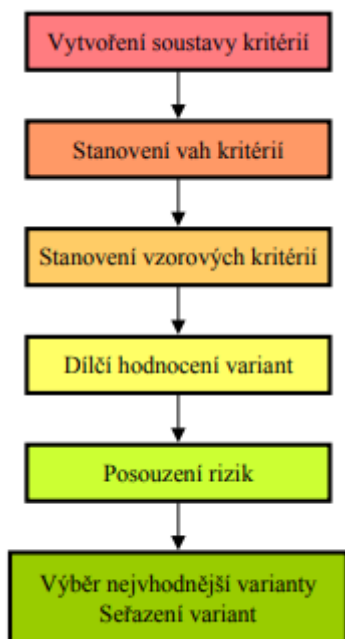 Vytvoření soustavy kritérií
Stanovení vah kritérií
Stanovení vzorových kritérií
Dílčí hodnocení variant
Posouzení rizik
Výběr nejvhodnější varianty
Seřazení variant